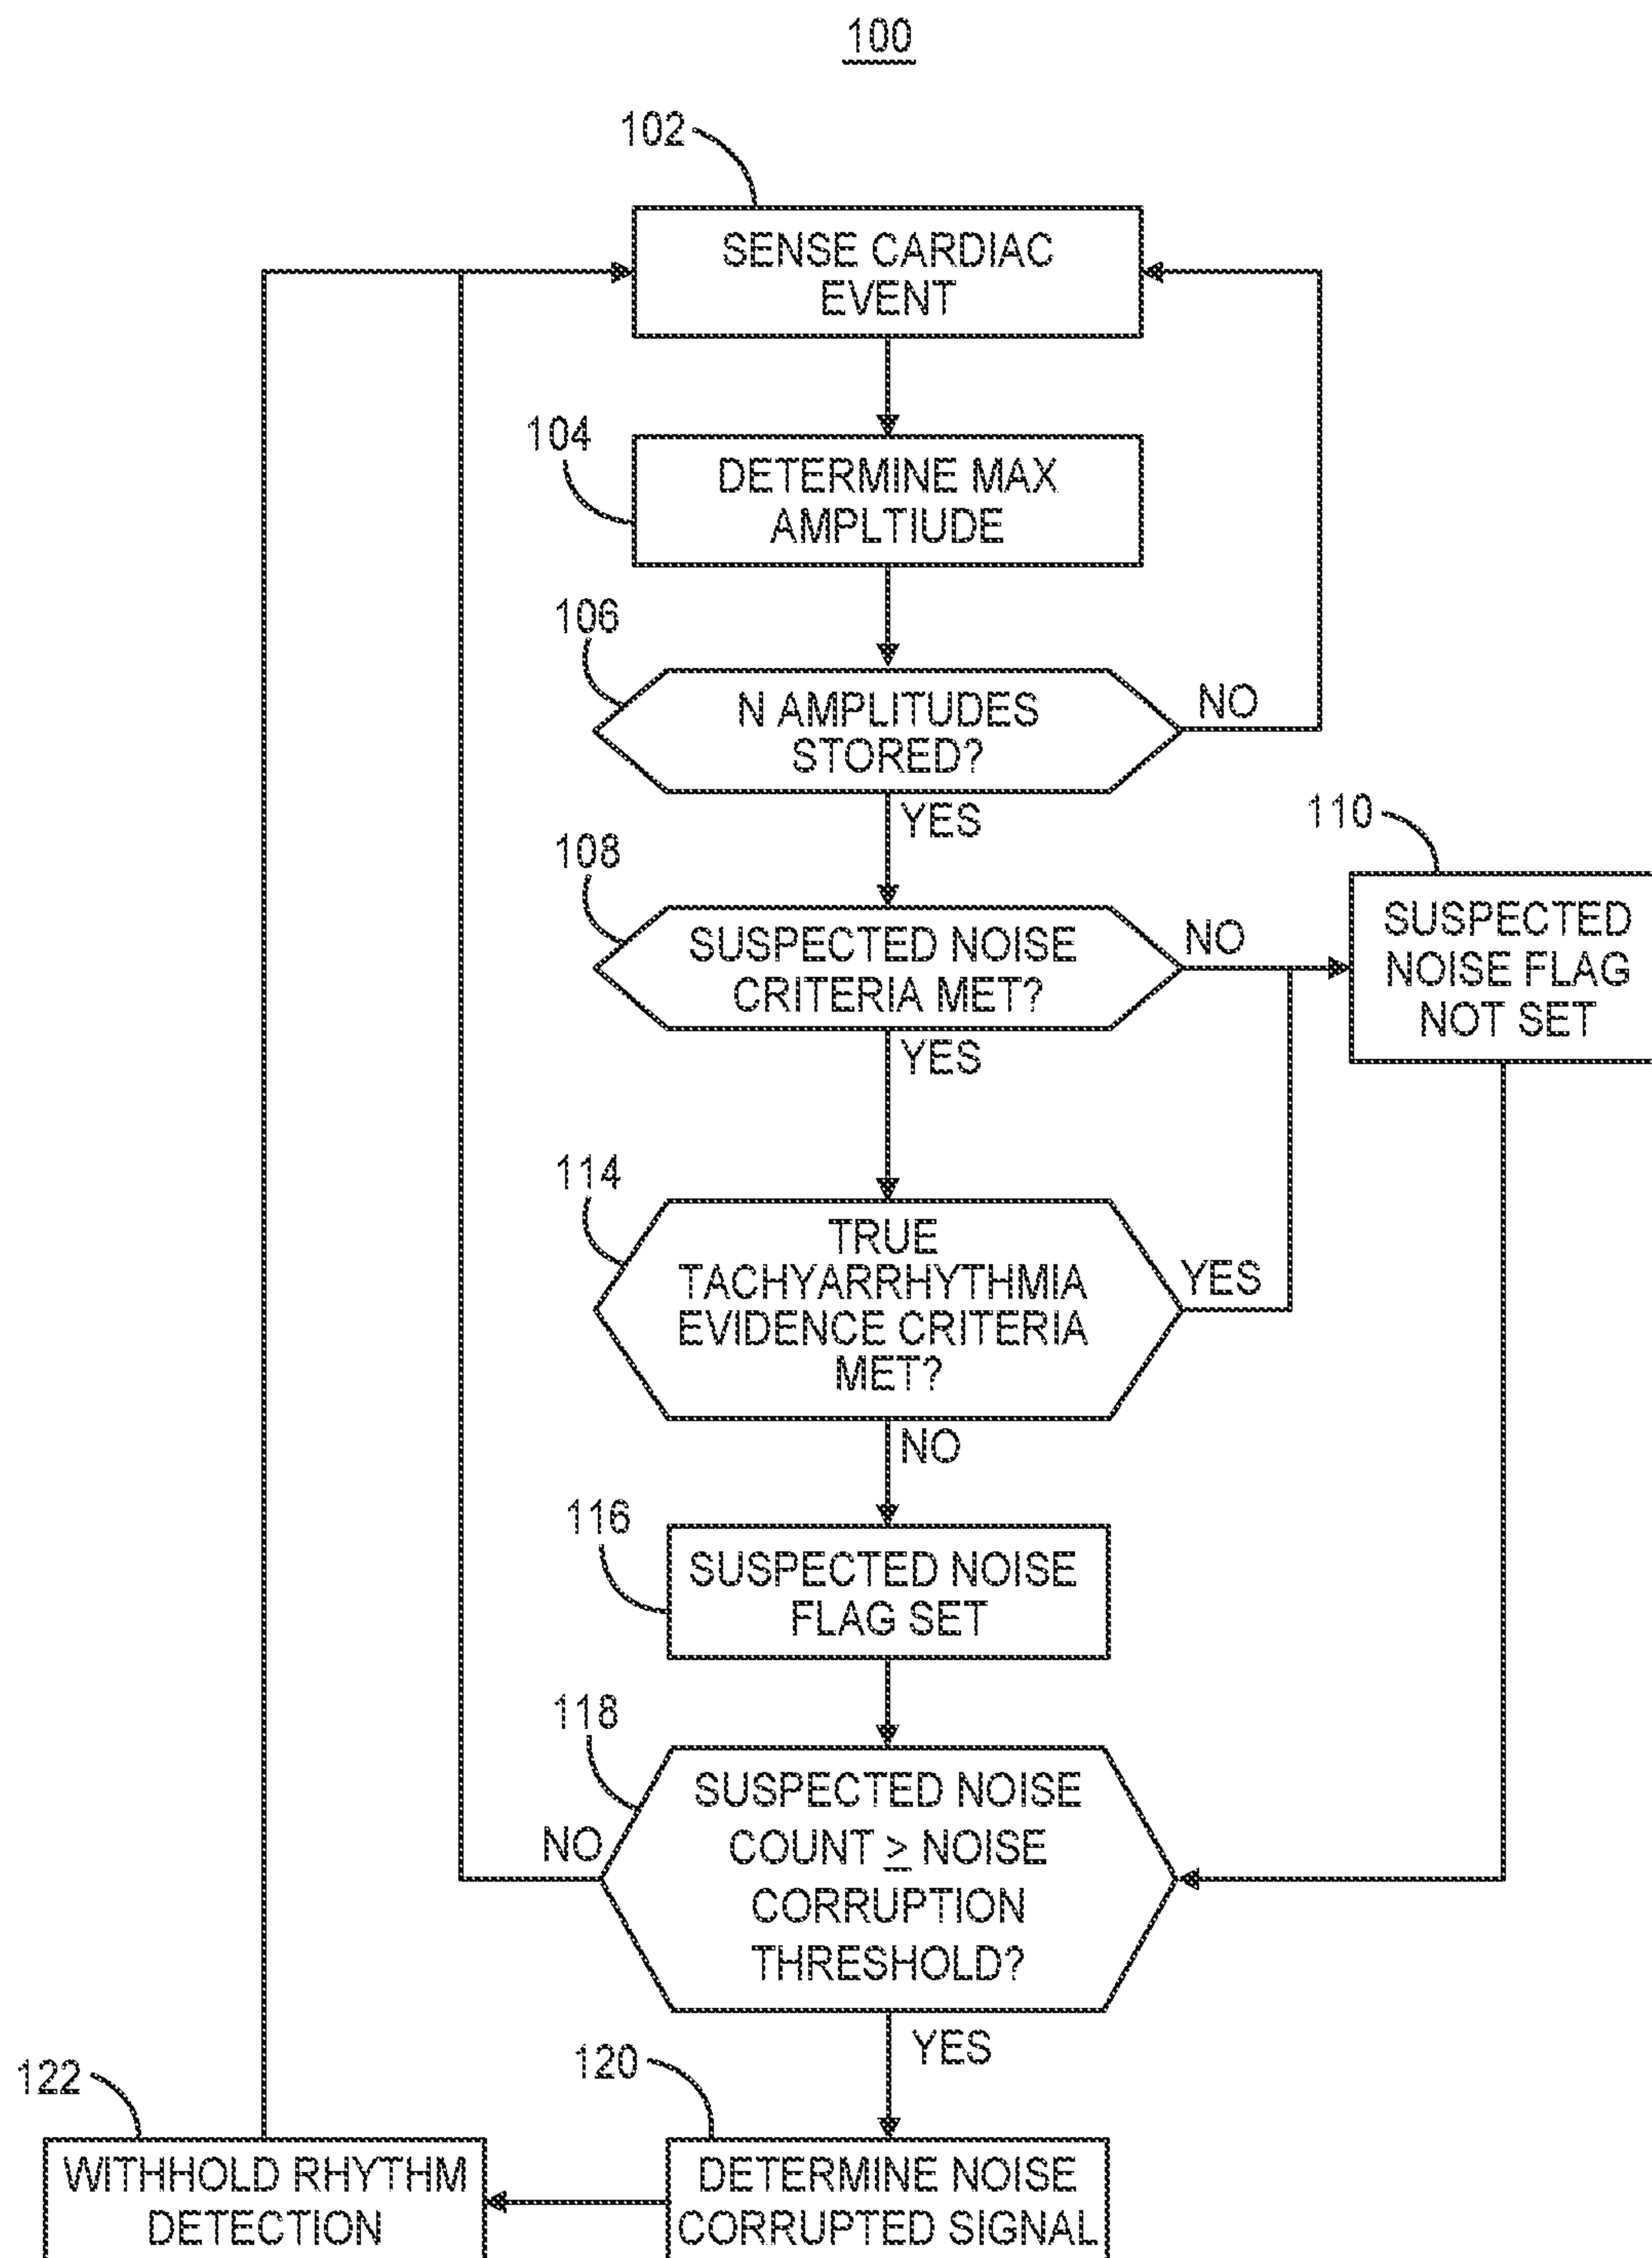 100
102
SENSE CARDIAC
EVENT
104
DETERMINE MAX
AMPLTIUDE
106
N AMPLITUDES
STORED?
NO
YES
108
SUSPECTED NOISE
CRITERIA MET?
NO
YES
110
SUSPECTED
NOISE FLAG
NOT SET
114
TRUE
TACHYARRHYTHMIA
EVIDENCE CRITERIA
MET?
YES
NO
116
SUSPECTED NOISE
FLAG SET
118
SUSPECTED NOISE
COUNT ≥ NOISE
CORRUPTION
THRESHOLD?
NO
YES
120
DETERMINE NOISE
CORRUPTED SIGNAL
122
WITHHOLD RHYTHM
DETECTION